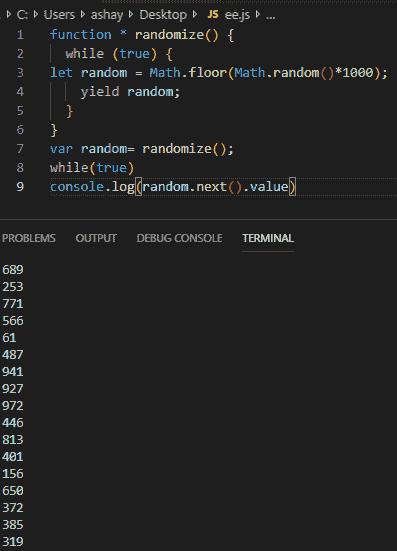 C: > Users > ashay > Desktop > JS ee.js > ...
1 function * randomize() {
2 while (true) {
3 let random = Math.floor(Math.random()*1000);
4 yield random;
5 }
6 }
7 var random= randomize();
8 while(true)
9 console.log(random.next().value)
PROBLEMS OUTPUT DEBUG CONSOLE TERMINAL
689
253
771
566
61
487
941
927
972
446
813
401
156
650
372
385
319